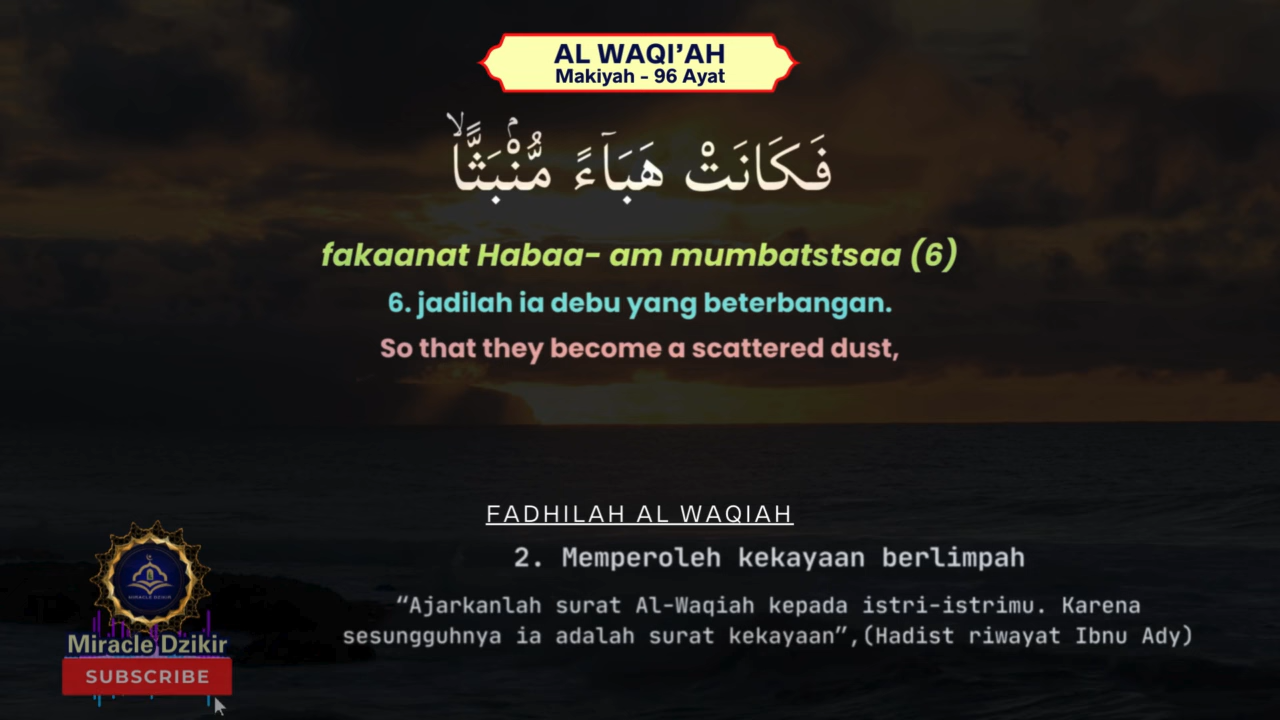 AL WAQI’AH
Makiyah - 96 Ayat
فَكَانَتْ هَبَاۤءً مُّنْۢبَثًّاۙ
fakaanat Habaa- am mumbatstsaa (6)
6. jadilah ia debu yang beterbangan.
So that they become a scattered dust,
FADHILAH AL WAQIAH
2. Memperoleh kekayaan berlimpah
“Ajarkanlah surat Al-Waqiah kepada istri-istrimu. Karena
sesungguhnya ia adalah surat kekayaan”,(Hadist riwayat Ibnu Ady)
MIRACLE DZIKIR
Miracle Dzikir
SUBSCRIBE